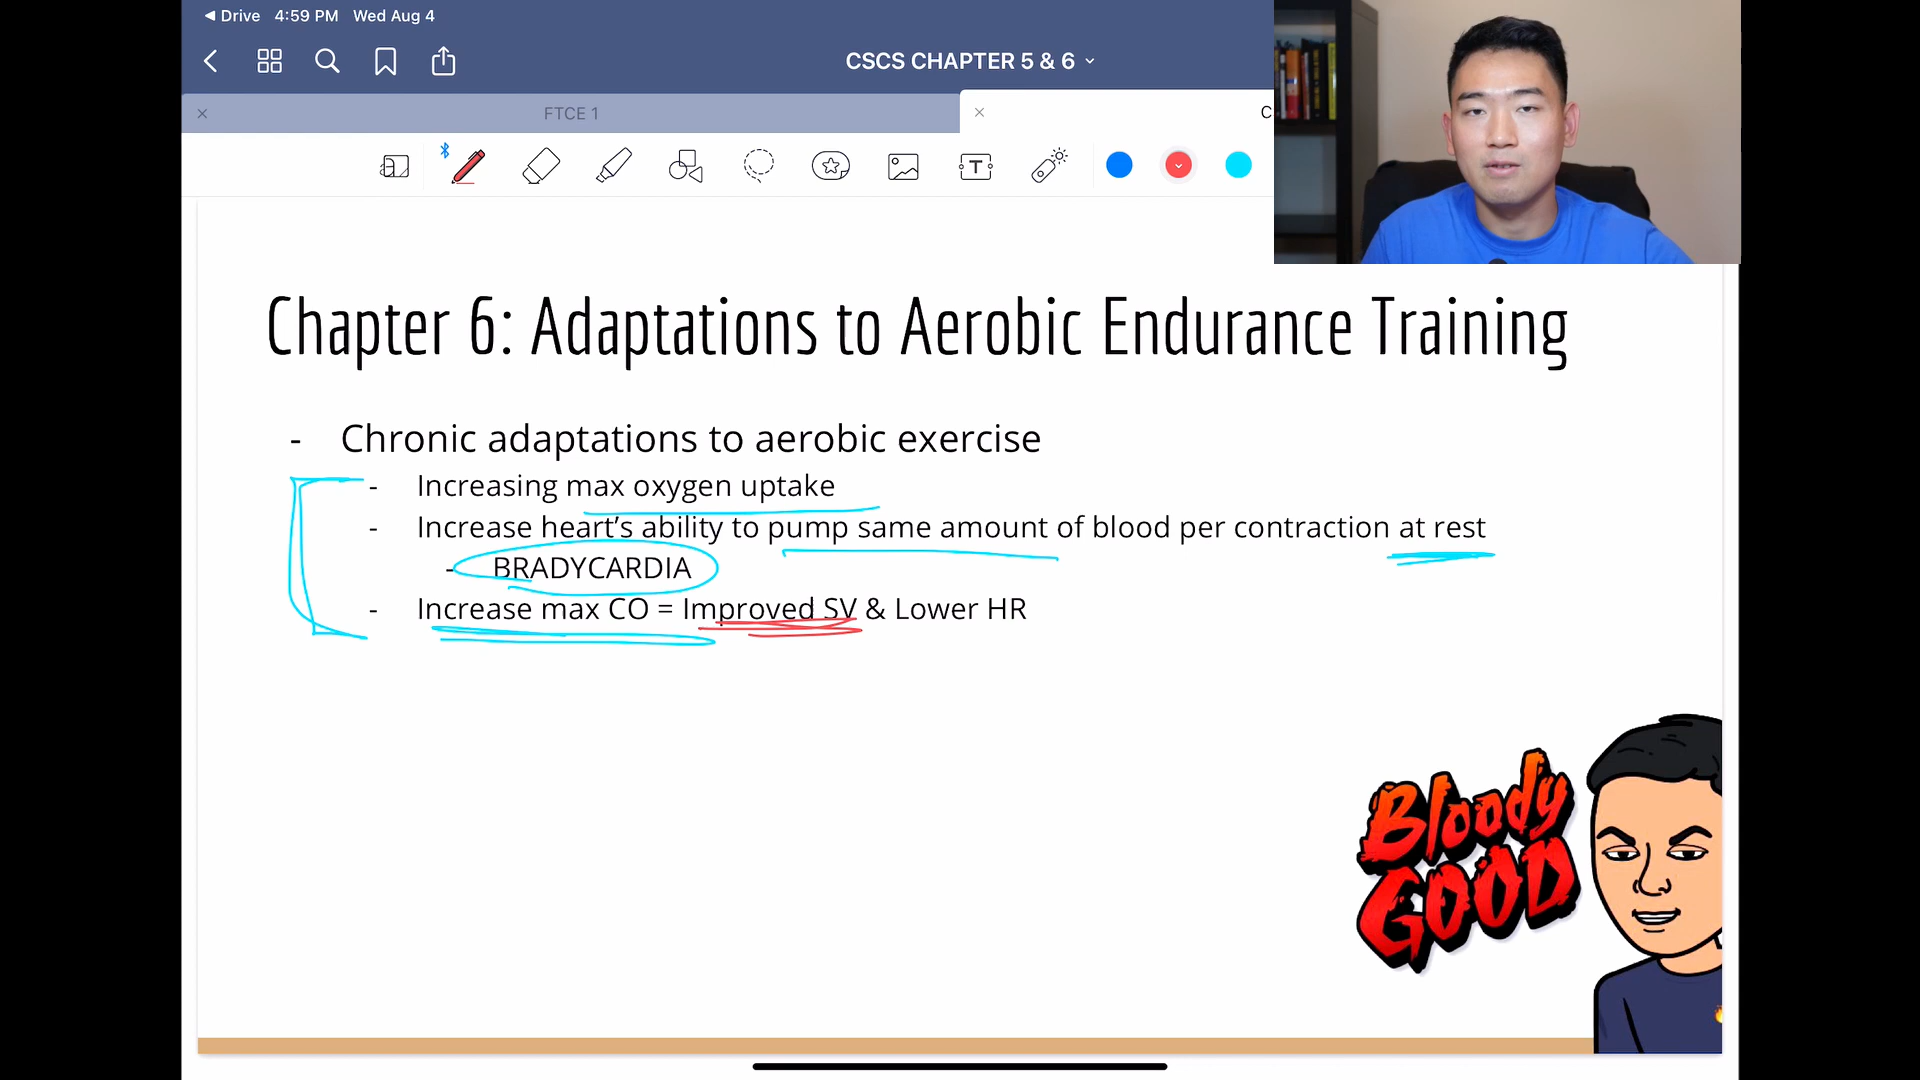 Drive 4:59 PM Wed Aug 4
CSCS CHAPTER 5 & 6
FTCE 1
C
T
Chapter 6: Adaptations to Aerobic Endurance Training
- Chronic adaptations to aerobic exercise
- Increasing max oxygen uptake
- Increase heart's ability to pump same amount of blood per contraction at rest
- BRADYCARDIA
- Increase max CO = Improved SV & Lower HR
Bloody
GOOD